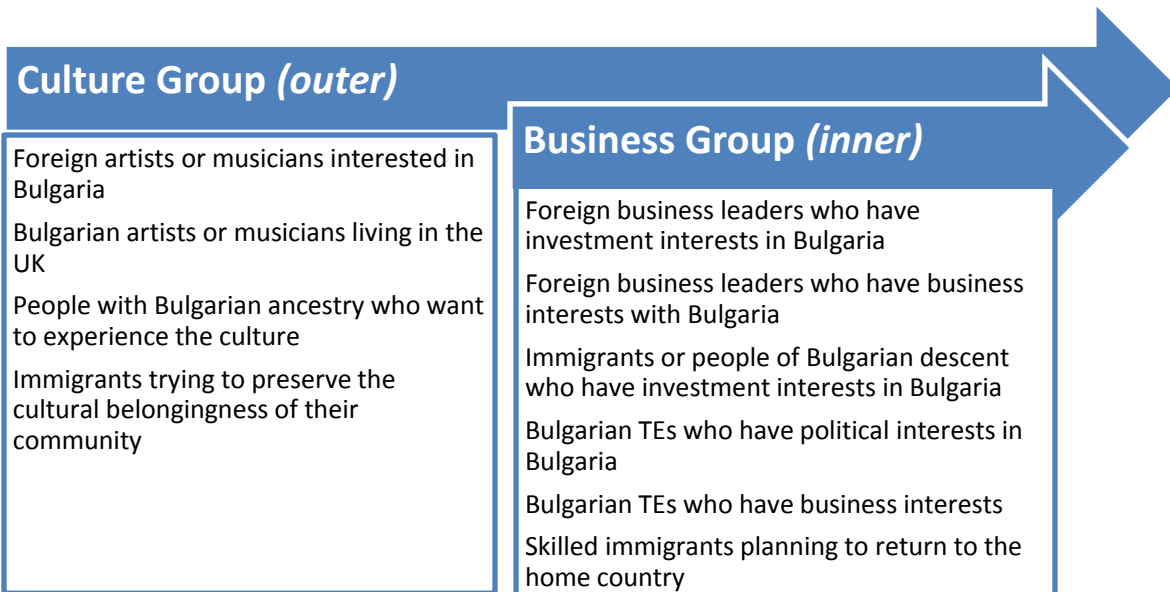 Culture Group (outer)
Foreign artists or musicians interested in
Bulgaria
Bulgarian artists or musicians living in the
UK
People with Bulgarian ancestry who want
to experience the culture
Immigrants trying to preserve the
cultural belongingness of their
community
Business Group (inner)
Foreign business leaders who have
investment interests in Bulgaria
Foreign business leaders who have business
interests with Bulgaria
Immigrants or people of Bulgarian descent
who have investment interests in Bulgaria
Bulgarian TEs who have political interests in
Bulgaria
Bulgarian TEs who have business interests
Skilled immigrants planning to return to the
home country